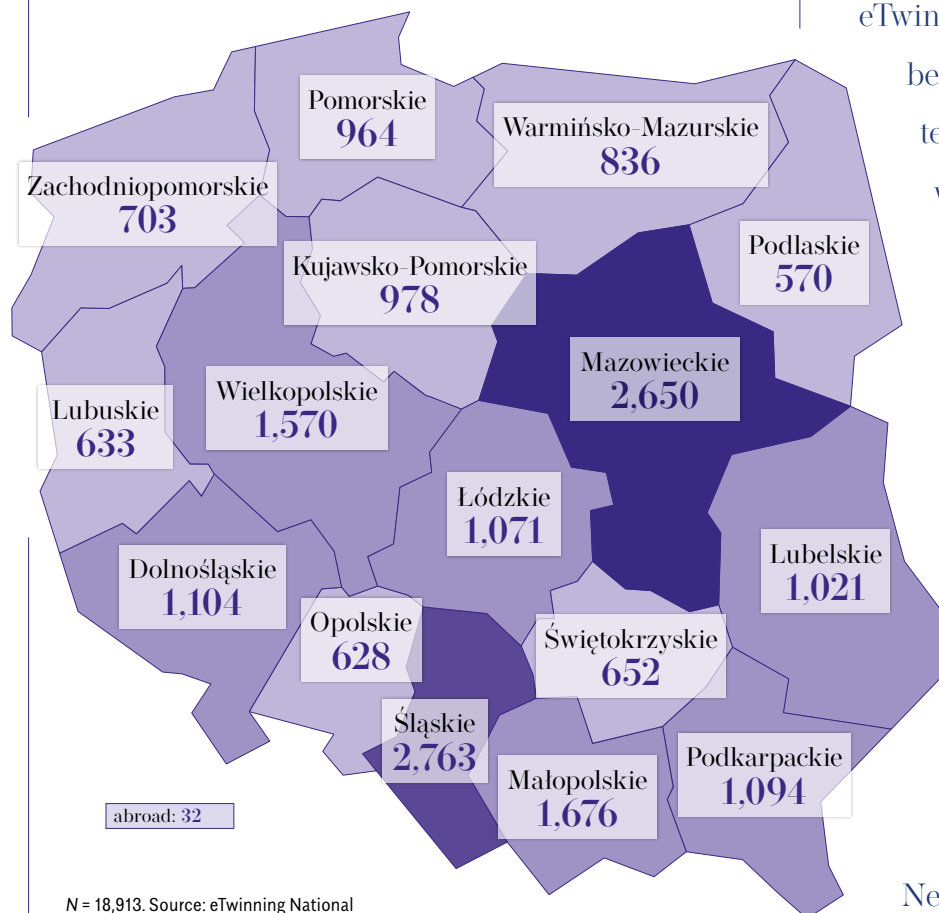 eTwin
be
te
Pomorskie
964
Warmińsko-Mazurskie
836
Zachodniopomorskie
703
Podlaskie
570
Kujawsko-Pomorskie
978
Mazowieckie
2,650
Wielkopolskie
1,570
Lubuskie
633
Łódzkie
1,071
Lubelskie
1,021
Dolnośląskie
1,104
Opolskie
628
Świętokrzyskie
652
Śląskie
2,763
Podkarpackie
1,094
Małopolskie
1,676
abroad: 32
N = 18,913. Source: eTwinning National
Ne